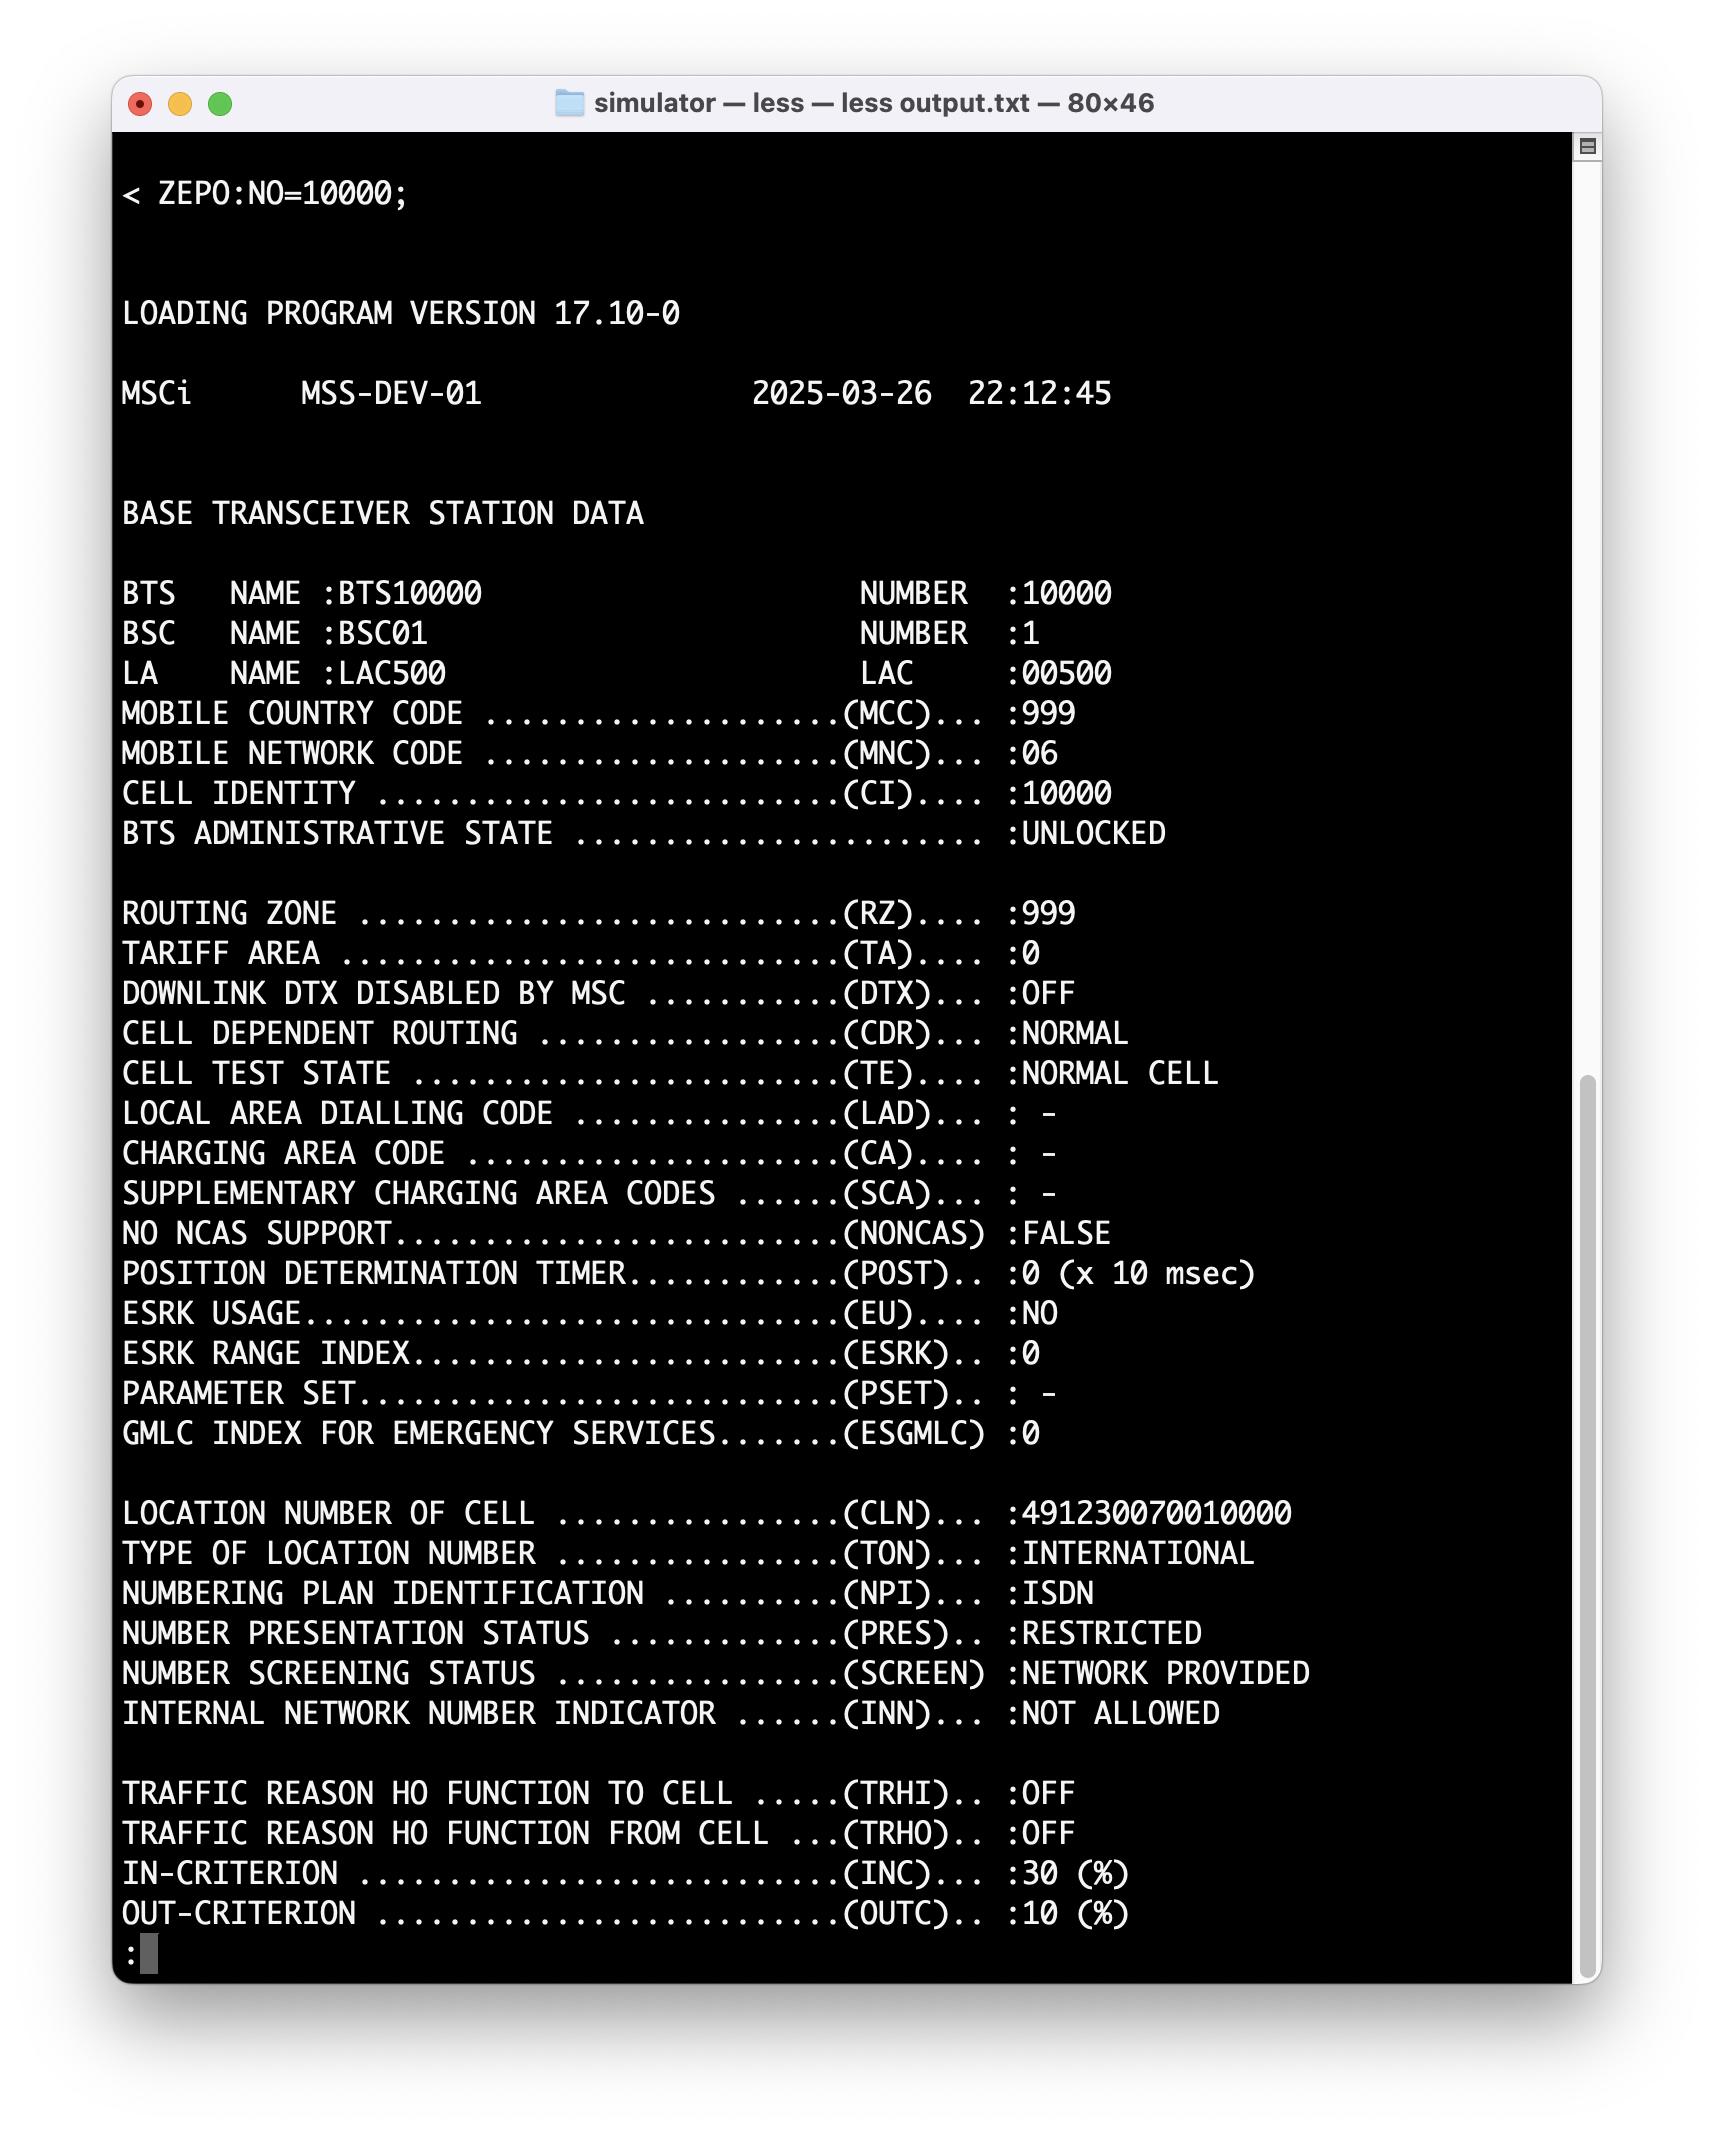 simulator — less — less output.txt — 80×46
< ZEPO:NO=10000;
LOADING PROGRAM VERSION 17.10-0
MSCi      MSS-DEV-01               2025-03-26  22:12:45
BASE TRANSCEIVER STATION DATA
BTS   NAME :BTS10000                     NUMBER  :10000
BSC   NAME :BSC01                        NUMBER  :1
LA    NAME :LAC500                       LAC     :00500
MOBILE COUNTRY CODE ....................(MCC)... :999
MOBILE NETWORK CODE ....................(MNC)... :06
CELL IDENTITY ..........................(CI).... :10000
BTS ADMINISTRATIVE STATE ....................... :UNLOCKED
ROUTING ZONE ...........................(RZ).... :999
TARIFF AREA ............................(TA).... :0
DOWNLINK DTX DISABLED BY MSC ...........(DTX)... :OFF
CELL DEPENDENT ROUTING .................(CDR)... :NORMAL
CELL TEST STATE ........................(TE).... :NORMAL CELL
LOCAL AREA DIALLING CODE ...............(LAD)... : -
CHARGING AREA CODE .....................(CA).... : -
SUPPLEMENTARY CHARGING AREA CODES ......(SCA)... : -
NO NCAS SUPPORT.........................(NONCAS) :FALSE
POSITION DETERMINATION TIMER............(POST).. :0 (x 10 msec)
ESRK USAGE..............................(EU).... :NO
ESRK RANGE INDEX........................(ESRK).. :0
PARAMETER SET...........................(PSET).. : -
GMLC INDEX FOR EMERGENCY SERVICES.......(ESGMLC) :0
LOCATION NUMBER OF CELL ................(CLN)... :491230070010000
TYPE OF LOCATION NUMBER ................(TON)... :INTERNATIONAL
NUMBERING PLAN IDENTIFICATION ..........(NPI)... :ISDN
NUMBER PRESENTATION STATUS .............(PRES).. :RESTRICTED
NUMBER SCREENING STATUS ................(SCREEN) :NETWORK PROVIDED
INTERNAL NETWORK NUMBER INDICATOR ......(INN)... :NOT ALLOWED
TRAFFIC REASON HO FUNCTION TO CELL .....(TRHI).. :OFF
TRAFFIC REASON HO FUNCTION FROM CELL ...(TRHO).. :OFF
IN-CRITERION ...........................(INC)... :30 (%)
OUT-CRITERION ..........................(OUTC).. :10 (%)
: